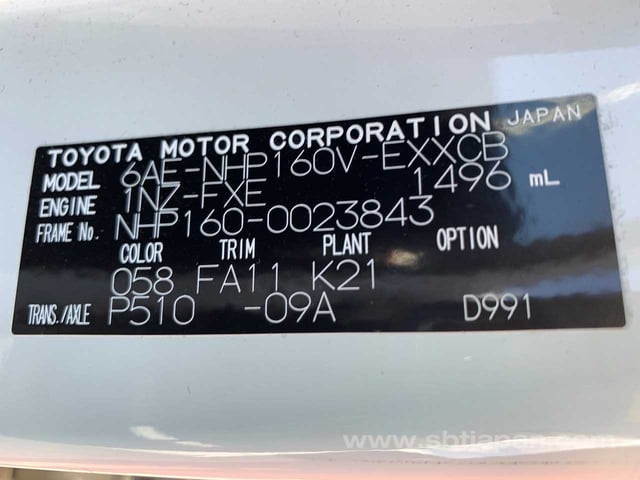 TOYOTA MOTOR CORPORATION JAPAN
MODEL 6AE-NHP160V-EXXCB
ENGINE 1NZ-FXE 1496 mL
FRAME No. NHP160-0023843
COLOR TRIM PLANT OPTION
058 FA11 K21
TRANS./AXLE P510 -09A D991
www.sbtjapan.com